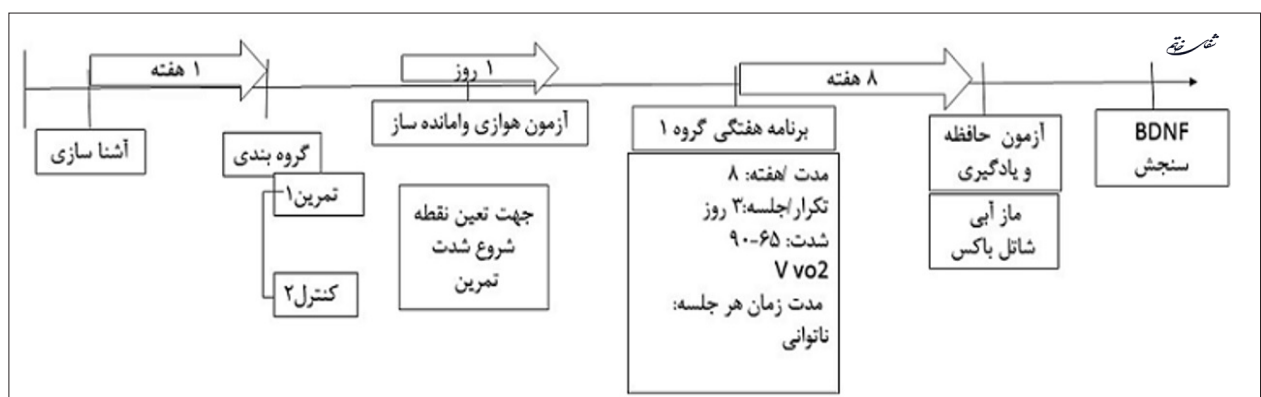 شفای خاتم
۱ هفته
۱ روز
۸ هفته
آشنا سازی
گروه بندی
تمرین۱
کنترل۲
آزمون هوازی وامانده ساز
جهت تعین نقطه
شروع شدت
تمرین
برنامه هفتگی گروه ۱
مدت /هفته: ۸
تکرار/جلسه:۳ روز
شدت: ۶۵-۹۰
V vo2
مدت زمان هر جلسه:
ناتوانی
آزمون حافظه
و یادگیری
ماز آبی
شاتل باکس
BDNF
سنجش